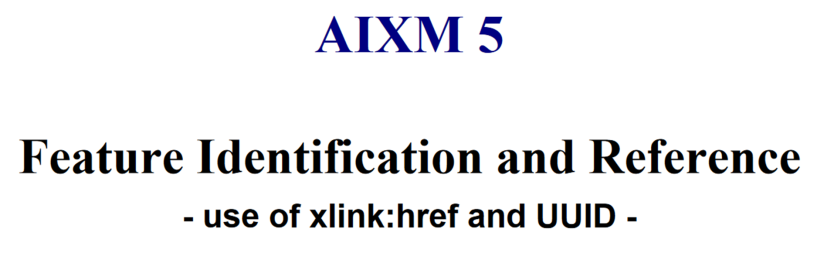 AIXM 5
Feature Identification and Reference
- use of xlink:href and UUID -